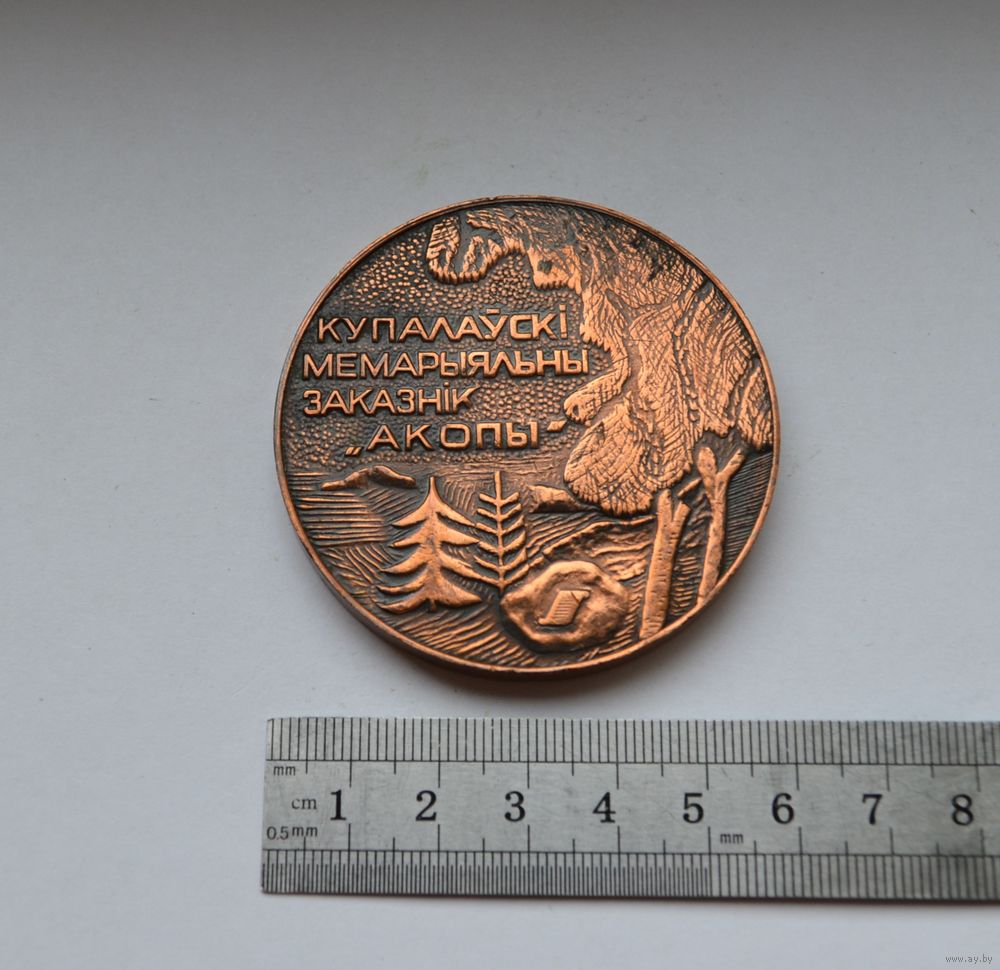 КУПАЛАЎСКІ
МЕМАРЫЯЛЬНЫ
ЗАКАЗНІК
„АКОПЫ"
mm
cm 1 2 3 4 5 6 7 8
0.5mm mm
www.ay.by